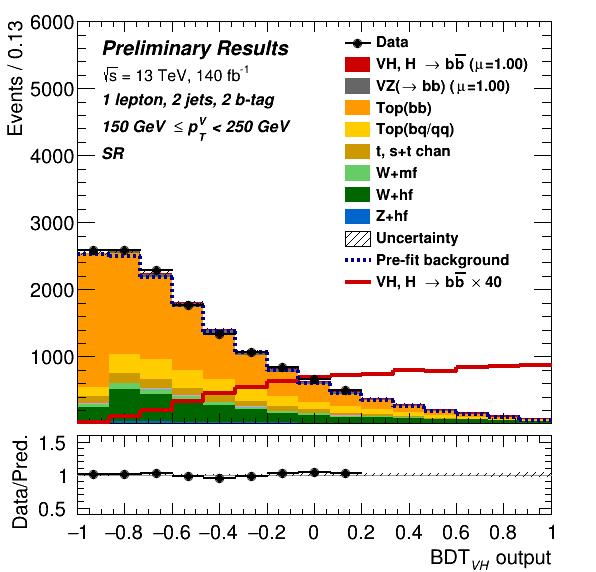 Events / 0.13
6000
5000
4000
3000
2000
1000
Preliminary Results
√s = 13 TeV, 140 fb⁻¹
1 lepton, 2 jets, 2 b-tag
150 GeV ≤ p_T^V < 250 GeV
SR
Data
VH, H → bb̅ (μ=1.00)
VZ(→ bb) (μ=1.00)
Top(bb)
Top(bq/qq)
t, s+t chan
W+mf
W+hf
Z+hf
Uncertainty
Pre-fit background
VH, H → bb̅ × 40
Data/Pred.
1.5
1
0.5
−1 −0.8 −0.6 −0.4 −0.2 0 0.2 0.4 0.6 0.8 1
BDT_VH output